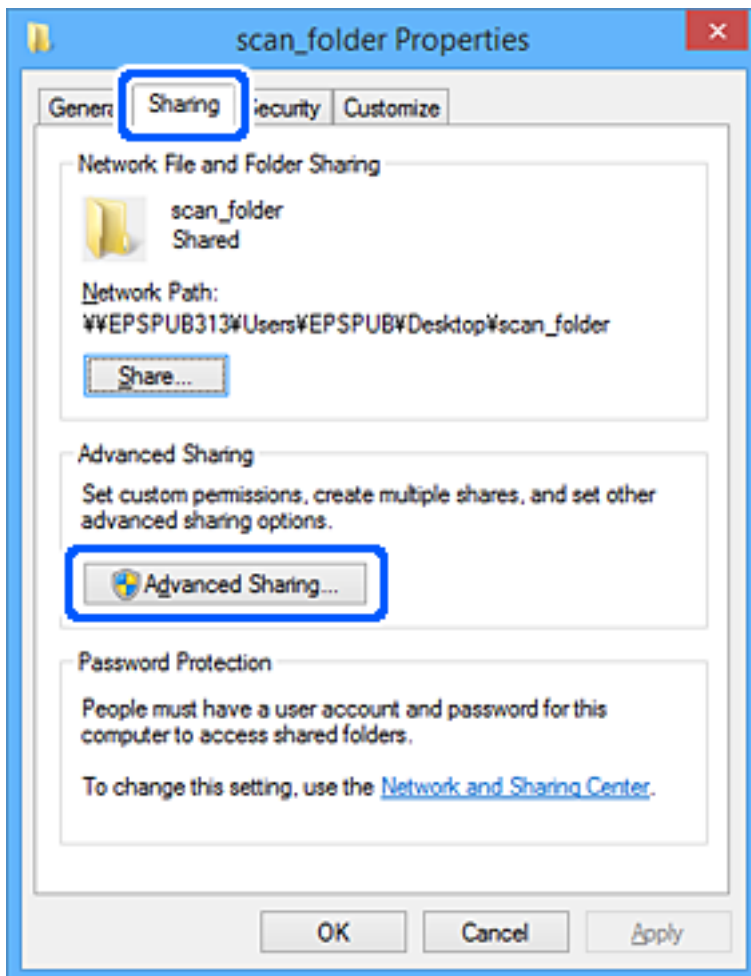 scan_folder Properties
General Sharing Security Customize
Network File and Folder Sharing
scan_folder
Shared
Network Path:
¥¥EPSPUB313¥Users¥EPSPUB¥Desktop¥scan_folder
Share...
Advanced Sharing
Set custom permissions, create multiple shares, and set other
advanced sharing options.
Advanced Sharing...
Password Protection
People must have a user account and password for this
computer to access shared folders.
To change this setting, use the Network and Sharing Center.
OK Cancel Apply